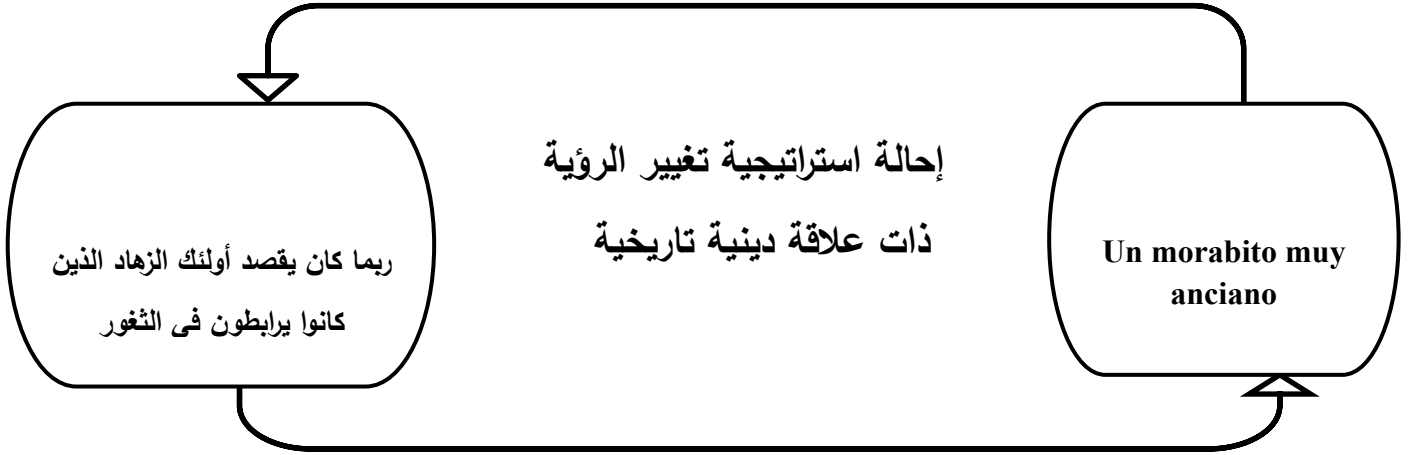 إحالة استراتيجية تغيير الرؤية
ذات علاقة دينية تاريخية
Un morabito muy
anciano
ربما كان يقصد أولئك الزهاد الذين
كانوا يرابطون في الثغور